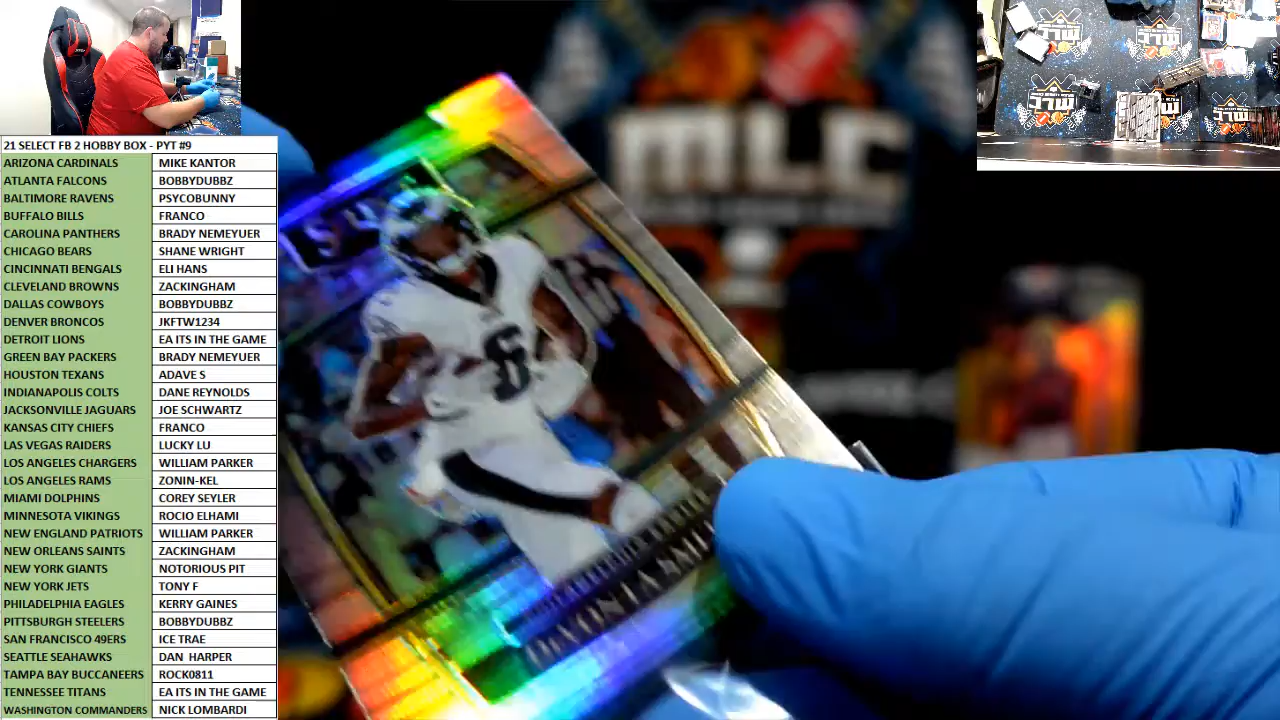 21 SELECT FB 2 HOBBY BOX - PYT #9
ARIZONA CARDINALS MIKE KANTOR
ATLANTA FALCONS BOBBYDUBBZ
BALTIMORE RAVENS PSYCOBUNNY
BUFFALO BILLS FRANCO
CAROLINA PANTHERS BRADY NEMEYUER
CHICAGO BEARS SHANE WRIGHT
CINCINNATI BENGALS ELI HANS
CLEVELAND BROWNS ZACKINGHAM
DALLAS COWBOYS BOBBYDUBBZ
DENVER BRONCOS JKFTW1234
DETROIT LIONS EA ITS IN THE GAME
GREEN BAY PACKERS BRADY NEMEYUER
HOUSTON TEXANS ADAVE S
INDIANAPOLIS COLTS DANE REYNOLDS
JACKSONVILLE JAGUARS JOE SCHWARTZ
KANSAS CITY CHIEFS FRANCO
LAS VEGAS RAIDERS LUCKY LU
LOS ANGELES CHARGERS WILLIAM PARKER
LOS ANGELES RAMS ZONIN-KEL
MIAMI DOLPHINS COREY SEYLER
MINNESOTA VIKINGS ROCIO ELHAMI
NEW ENGLAND PATRIOTS WILLIAM PARKER
NEW ORLEANS SAINTS ZACKINGHAM
NEW YORK GIANTS NOTORIOUS PIT
NEW YORK JETS TONY F
PHILADELPHIA EAGLES KERRY GAINES
PITTSBURGH STEELERS BOBBYDUBBZ
SAN FRANCISCO 49ERS ICE TRAE
SEATTLE SEAHAWKS DAN HARPER
TAMPA BAY BUCCANEERS ROCK0811
TENNESSEE TITANS EA ITS IN THE GAME
WASHINGTON COMMANDERS NICK LOMBARDI
MLC
6
DEVONTA SMITH